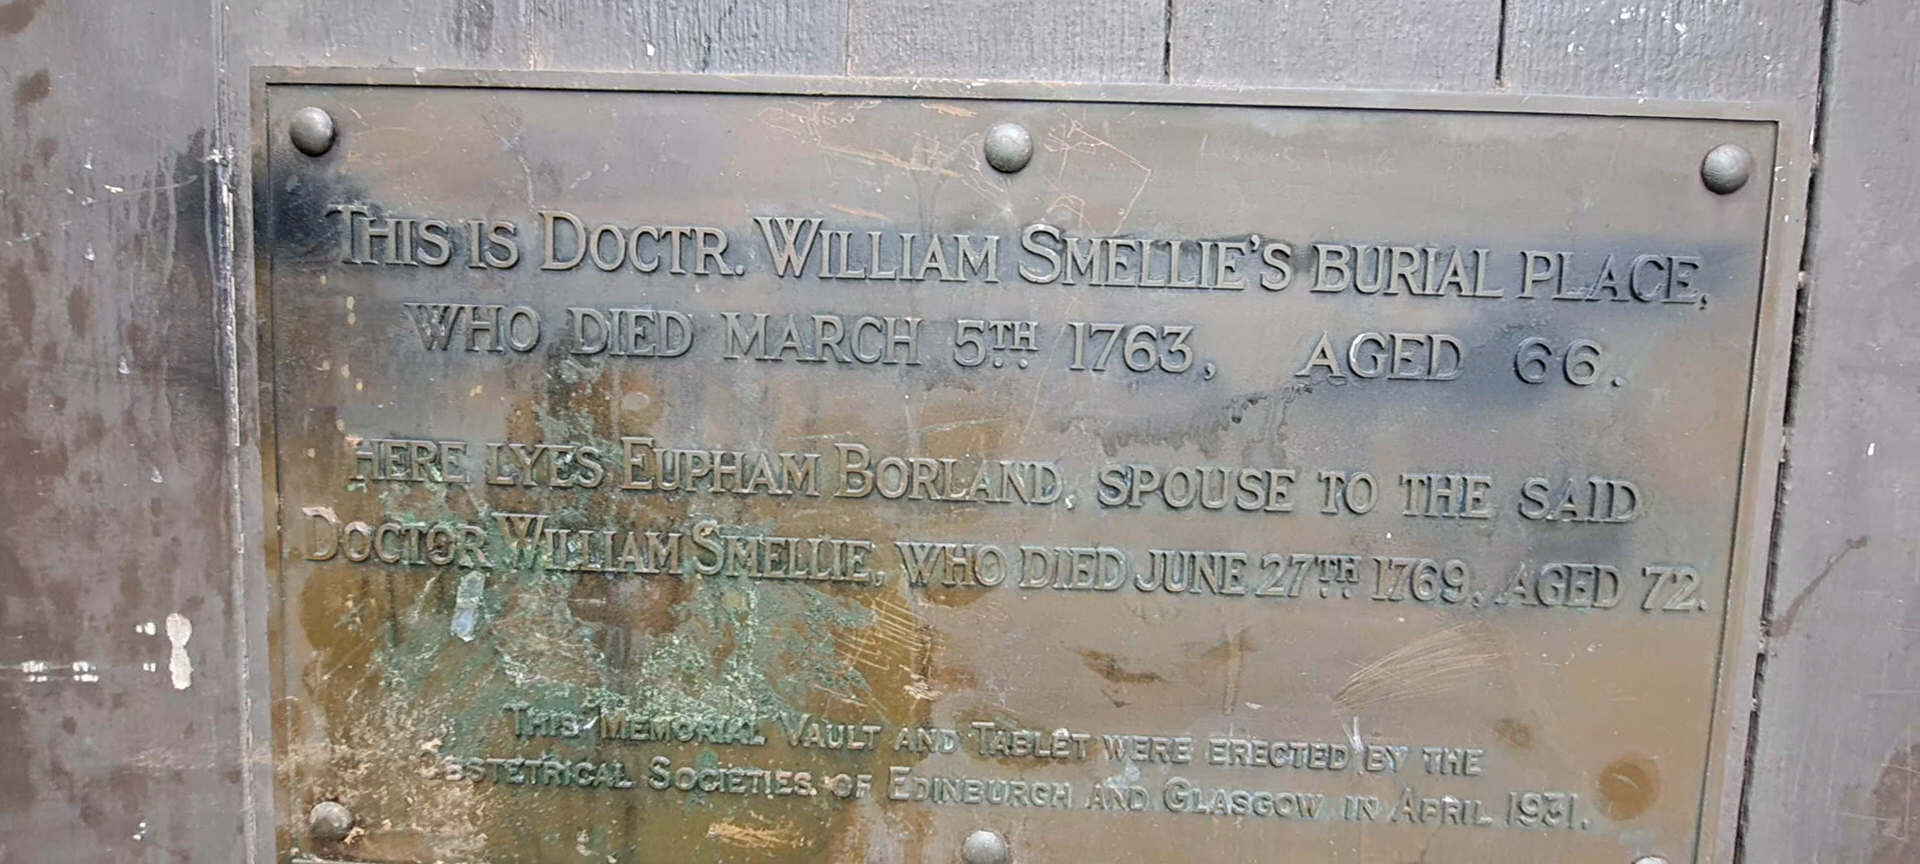 THIS IS DOCTR. WILLIAM SMELLIE'S BURIAL PLACE,
WHO DIED MARCH 5TH 1763, AGED 66.
HERE LYES EUPHAM BORLAND, SPOUSE TO THE SAID
DOCTOR WILLIAM SMELLIE, WHO DIED JUNE 27TH 1769, AGED 72.
THIS MEMORIAL VAULT AND TABLET WERE ERECTED BY THE
OBSTETRICAL SOCIETIES OF EDINBURGH AND GLASGOW IN APRIL 1931.